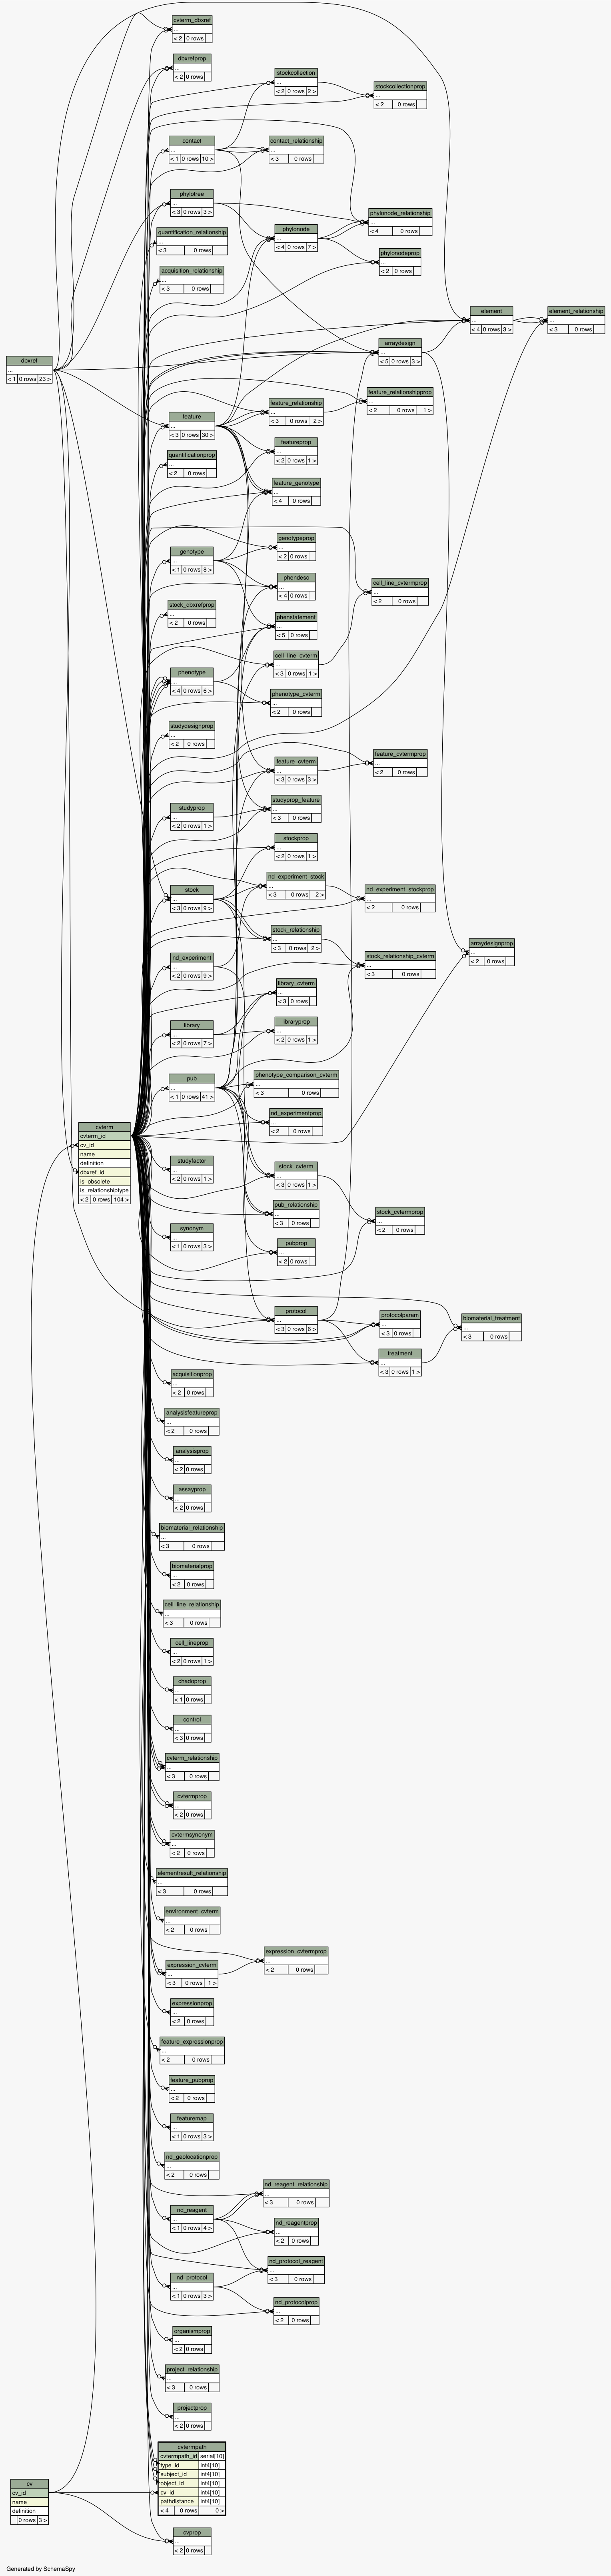 cvterm_dbxref
...
< 2 0 rows
dbxrefprop
...
< 2 0 rows
stockcollection
...
< 2 0 rows 2 >
stockcollectionprop
...
< 2 0 rows
contact
...
< 1 0 rows 10 >
contact_relationship
...
< 3 0 rows
phylotree
...
< 3 0 rows 3 >
phylonode_relationship
...
< 4 0 rows
quantification_relationship
...
< 3 0 rows
phylonode
...
< 4 0 rows 7 >
phylonodeprop
...
< 2 0 rows
acquisition_relationship
...
< 3 0 rows
element
...
< 4 0 rows 3 >
element_relationship
...
< 3 0 rows
dbxref
...
< 1 0 rows 23 >
arraydesign
...
< 5 0 rows 3 >
feature_relationshipprop
...
< 2 0 rows 1 >
feature
...
< 3 0 rows 30 >
feature_relationship
...
< 3 0 rows 2 >
quantificationprop
...
< 2 0 rows
featureprop
...
< 2 0 rows 1 >
feature_genotype
...
< 4 0 rows
genotypeprop
...
< 2 0 rows
genotype
...
< 1 0 rows 8 >
phendesc
...
< 4 0 rows
cell_line_cvtermprop
...
< 2 0 rows
stock_dbxrefprop
...
< 2 0 rows
phenstatement
...
< 5 0 rows
cell_line_cvterm
...
< 3 0 rows 1 >
phenotype
...
< 4 0 rows 6 >
phenotype_cvterm
...
< 2 0 rows
studydesignprop
...
< 2 0 rows
feature_cvterm
...
< 3 0 rows 3 >
feature_cvtermprop
...
< 2 0 rows
studyprop
...
< 2 0 rows 1 >
studyprop_feature
...
< 3 0 rows
stockprop
...
< 2 0 rows 1 >
stock
...
< 3 0 rows 9 >
nd_experiment_stock
...
< 3 0 rows 2 >
nd_experiment_stockprop
...
< 2 0 rows
stock_relationship
...
< 3 0 rows 2 >
arraydesignprop
...
< 2 0 rows
nd_experiment
...
< 2 0 rows 9 >
stock_relationship_cvterm
...
< 3 0 rows
library_cvterm
...
< 3 0 rows
library
...
< 2 0 rows 7 >
libraryprop
...
< 2 0 rows 1 >
pub
...
< 1 0 rows 41 >
phenotype_comparison_cvterm
...
< 3 0 rows
nd_experimentprop
...
< 2 0 rows
cvterm
cvterm_id
cv_id
name
definition
dbxref_id
is_obsolete
is_relationshiptype
< 2 0 rows 104 >
studyfactor
...
< 2 0 rows 1 >
stock_cvterm
...
< 3 0 rows 1 >
pub_relationship
...
< 3 0 rows
stock_cvtermprop
...
< 2 0 rows
synonym
...
< 1 0 rows 3 >
pubprop
...
< 2 0 rows
protocol
...
< 3 0 rows 6 >
protocolparam
...
< 3 0 rows
biomaterial_treatment
...
< 3 0 rows
treatment
...
< 3 0 rows 1 >
acquisitionprop
...
< 2 0 rows
analysisfeatureprop
...
< 2 0 rows
analysisprop
...
< 2 0 rows
assayprop
...
< 2 0 rows
biomaterial_relationship
...
< 3 0 rows
biomaterialprop
...
< 2 0 rows
cell_line_relationship
...
< 3 0 rows
cell_lineprop
...
< 2 0 rows 1 >
chadoprop
...
< 1 0 rows
control
...
< 3 0 rows
cvterm_relationship
...
< 3 0 rows
cvtermprop
...
< 2 0 rows
cvtermsynonym
...
< 2 0 rows
elementresult_relationship
...
< 3 0 rows
environment_cvterm
...
< 2 0 rows
expression_cvterm
...
< 3 0 rows 1 >
expression_cvtermprop
...
< 2 0 rows
expressionprop
...
< 2 0 rows
feature_expressionprop
...
< 2 0 rows
feature_pubprop
...
< 2 0 rows
featuremap
...
< 1 0 rows 3 >
nd_geolocationprop
...
< 2 0 rows
nd_reagent_relationship
...
< 3 0 rows
nd_reagent
...
< 1 0 rows 4 >
nd_reagentprop
...
< 2 0 rows
nd_protocol_reagent
...
< 3 0 rows
nd_protocol
...
< 1 0 rows 3 >
nd_protocolprop
...
< 2 0 rows
organismprop
...
< 2 0 rows
project_relationship
...
< 3 0 rows
projectprop
...
< 2 0 rows
cvtermpath
cvtermpath_id serial[10]
type_id int4[10]
subject_id int4[10]
object_id int4[10]
cv_id int4[10]
pathdistance int4[10]
< 4 0 rows 0 >
cv
cv_id
name
definition
0 rows 3 >
cvprop
...
< 2 0 rows
Generated by SchemaSpy